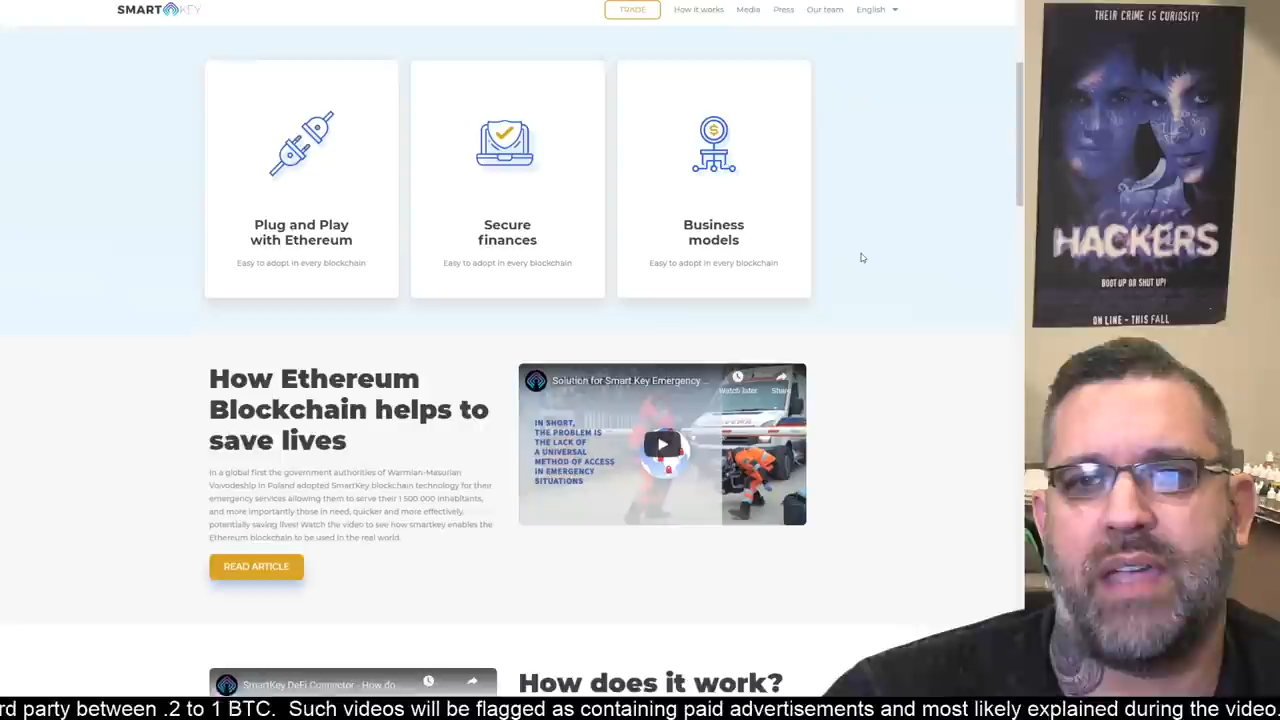 SMARTKEY
TRADE
How it works
Media
Press
Our team
English
Plug and Play
with Ethereum
Easy to adopt in every blockchain
Secure
finances
Easy to adopt in every blockchain
Business
models
Easy to adopt in every blockchain
How Ethereum
Blockchain helps to
save lives
In a global first the government authorities of Warmian-Masurian
Voivodeship in Poland adopted SmartKey blockchain technology for their
emergency services allowing them to serve their 1 500 000 inhabitants,
and more importantly those in need, quicker and more effectively,
potentially saving lives! Watch the video to see how smartkey enables the
Ethereum blockchain to be used in the real world.
READ ARTICLE
Solution for Smart Key Emergency ...
Watch later
Share
IN SHORT,
THE PROBLEM IS
THE LACK OF
A UNIVERSAL
METHOD OF ACCESS
IN EMERGENCY
SITUATIONS
SmartKey DeFi Connector - How do
How does it work?
THEIR CRIME IS CURIOSITY
HACKERS
BOOT UP OR SHUT UP!
ON LINE - THIS FALL
rd party between .2 to 1 BTC. Such videos will be flagged as containing paid advertisements and most likely explained during the video.